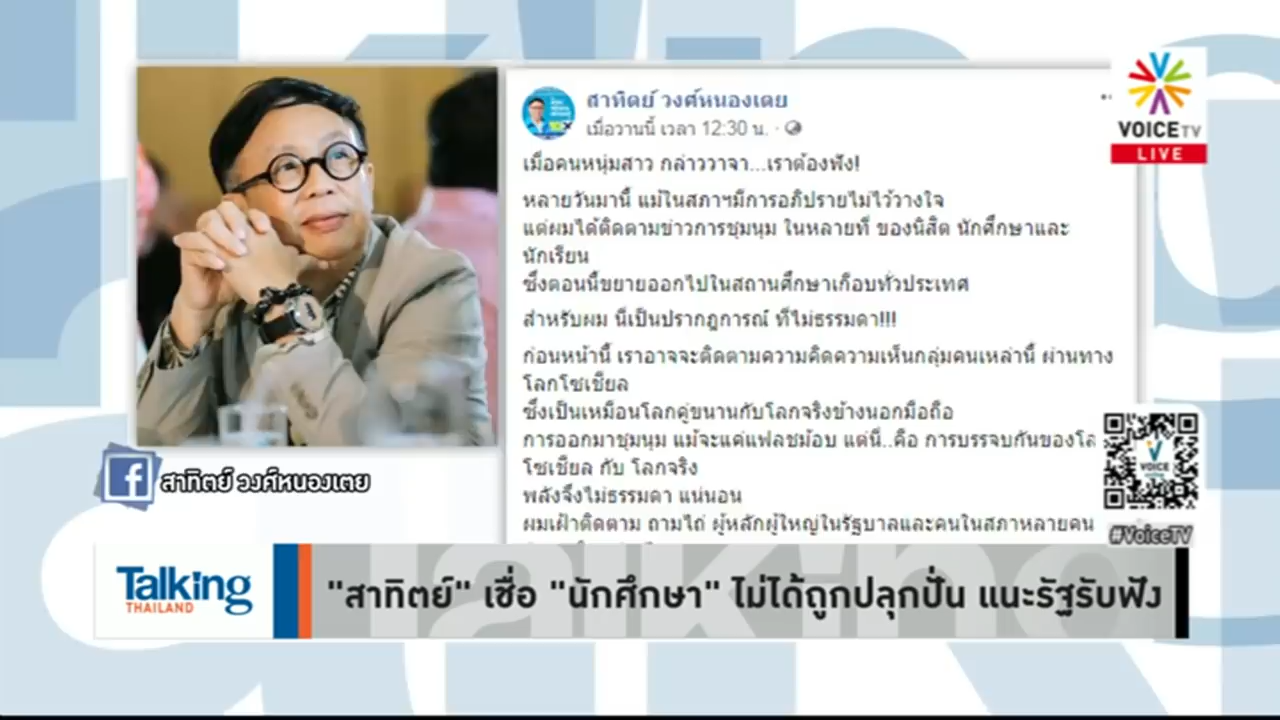 สาทิตย์ วงศ์หนองเตย
เมื่อวานนี้ เวลา 12:30 น.
เมื่อคนหนุ่มสาว กล่าววาจา...เราต้องฟัง!
หลายวันมานี้ แม้ในสภาฯมีการอภิปรายไม่ไว้วางใจ
แต่ผมได้ติดตามข่าวการชุมนุม ในหลายที่ ของนิสิต นักศึกษาและ
นักเรียน
ซึ่งตอนนี้ขยายออกไปในสถานศึกษาเกือบทั่วประเทศ
สำหรับผม นี่เป็นปรากฎการณ์ ที่ไม่ธรรมดา!!!
ก่อนหน้านี้ เราอาจจะติดตามความคิดความเห็นกลุ่มคนเหล่านี้ ผ่านทาง
โลกโซเชียล
ซึ่งเป็นเหมือนโลกคู่ขนานกับโลกจริงข้างนอกมือถือ
การออกมาชุมนุม แม้จะแค่แฟลชม้อบ แต่นี่..คือ การบรรจบกันของโล
โซเชียล กับ โลกจริง
พลังจึงไม่ธรรมดา แน่นอน
ผมเฝ้าติดตาม ถามไถ่ ผู้หลักผู้ใหญ่ในรัฐบาลและคนในสภาหลายคน
VOICE TV
LIVE
สาทิตย์ วงศ์หนองเตย
VOICE
#VoiceTV
Talking
THAILAND
"สาทิตย์" เชื่อ "นักศึกษา" ไม่ได้ถูกปลุกปั่น แนะรัฐรับฟัง